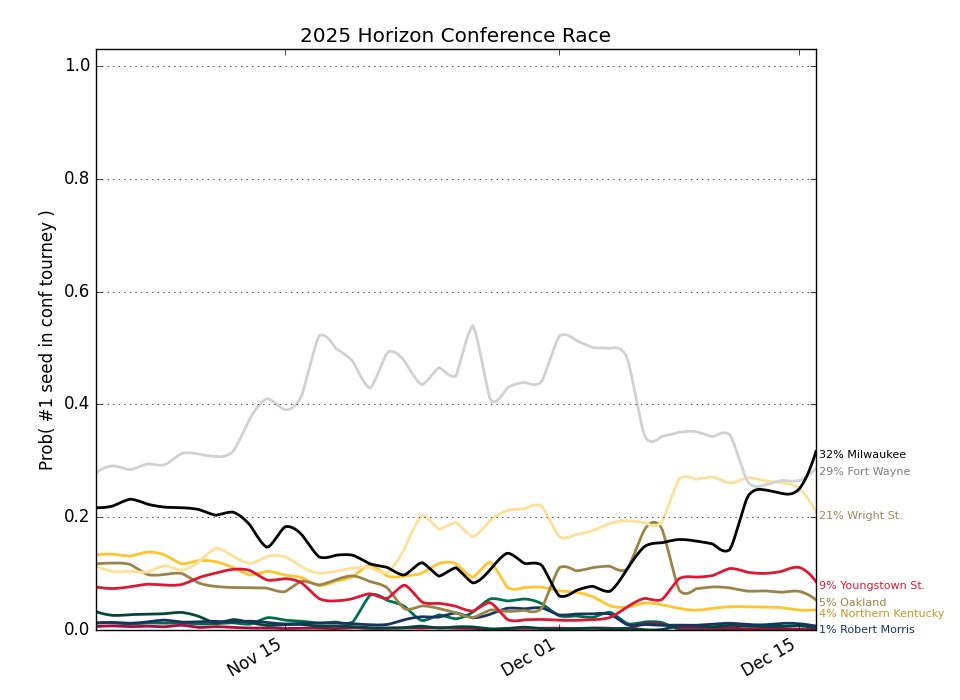 2025 Horizon Conference Race
Prob( #1 seed in conf tourney )
1.0
0.8
0.6
0.4
0.2
0.0
Nov 15
Dec 01
Dec 15
32% Milwaukee
29% Fort Wayne
21% Wright St.
9% Youngstown St.
5% Oakland
4% Northern Kentucky
1% Robert Morris